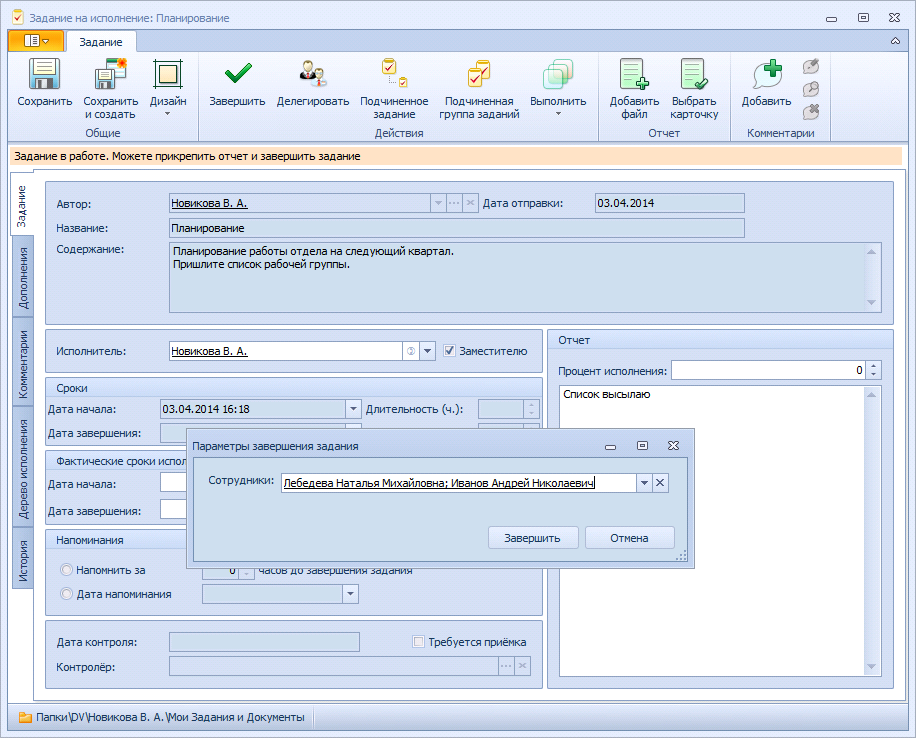 Задание на исполнение: Планирование
Задание
Сохранить
Сохранить и создать
Дизайн
Общие
Завершить
Делегировать
Подчиненное задание
Подчиненная группа заданий
Выполнить
Действия
Добавить файл
Выбрать карточку
Отчет
Добавить
Комментарии
Задание в работе. Можете прикрепить отчет и завершить задание
Задание
Дополнения
Комментарии
Дерево исполнения
История
Автор: Новикова В. А. Дата отправки: 03.04.2014
Название: Планирование
Содержание: Планирование работы отдела на следующий квартал.
Пришлите список рабочей группы.
Исполнитель: Новикова В. А. Заместителю
Отчет
Процент исполнения: 0
Список высылаю
Сроки
Дата начала: 03.04.2014 16:18 Длительность (ч.):
Дата завершения:
Фактические сроки испол
Дата начала:
Дата завершения:
Параметры завершения задания
Сотрудники: Лебедева Наталья Михайловна; Иванов Андрей Николаевич
Завершить Отмена
Напоминания
Напомнить за 0 часов до завершения задания
Дата напоминания
Дата контроля: Требуется приёмка
Контролёр:
Папки\DV\Новикова В. А.\Мои Задания и Документы